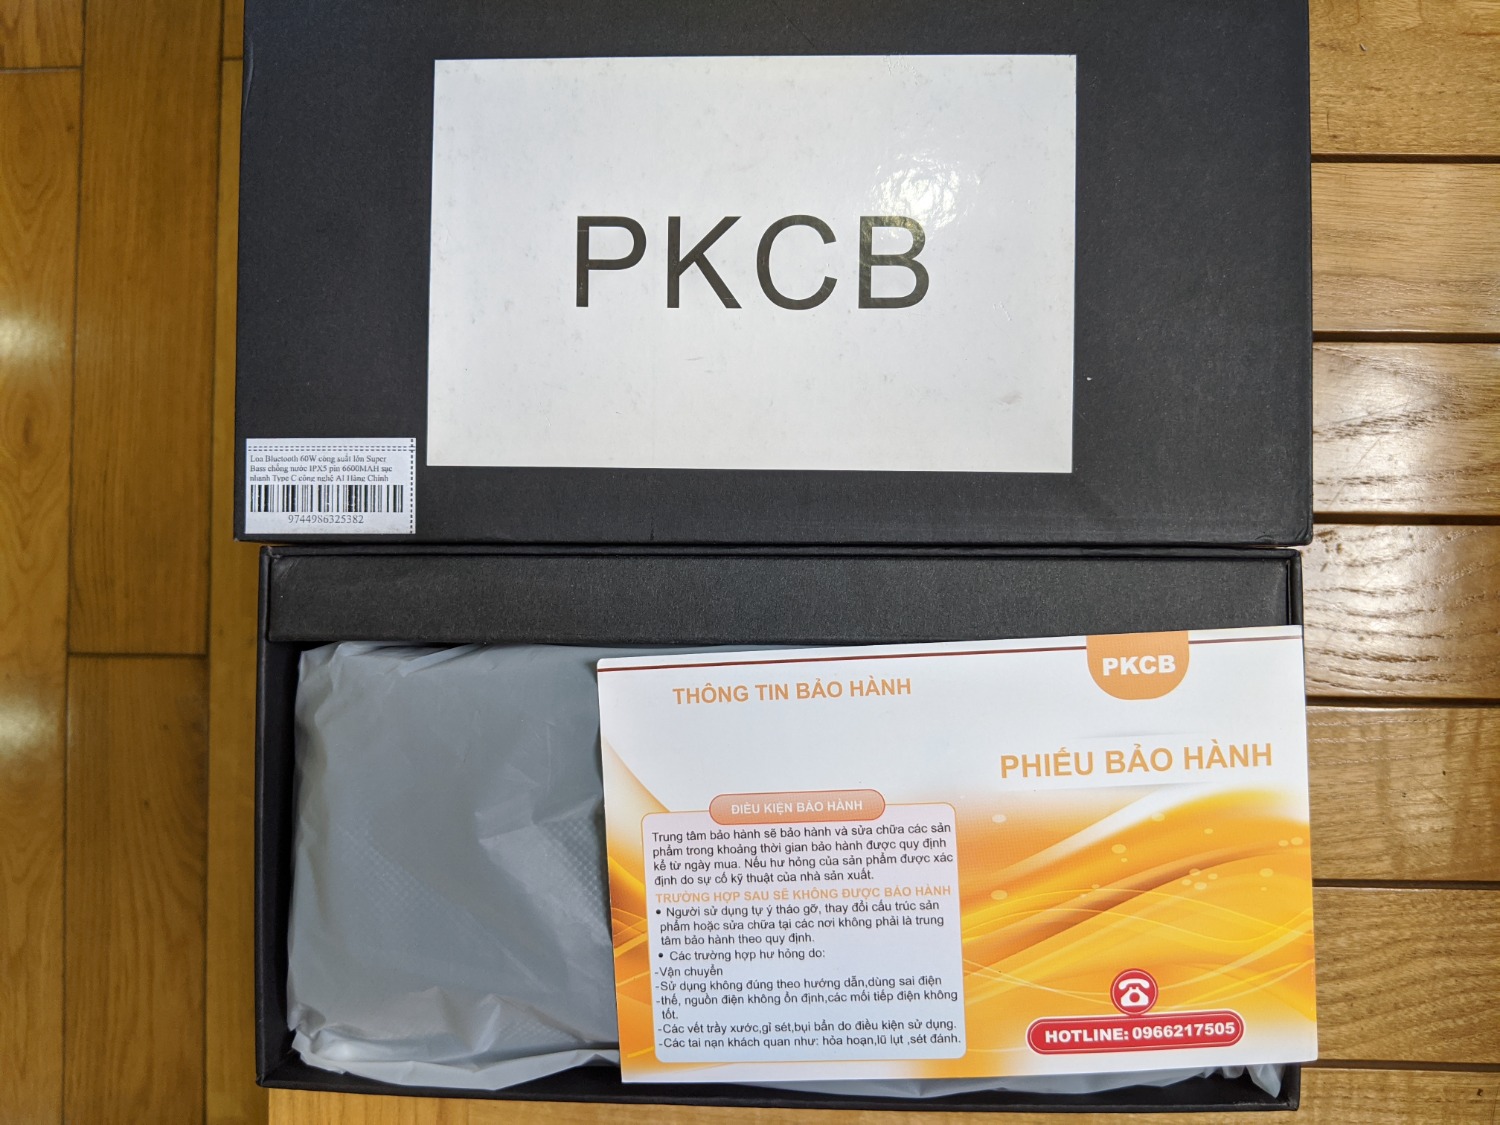 PKCB
Loa Bluetooth 60W công suất lớn Super
Bass chống nước IPX5 pin 6600MAH sạc
nhanh Type C công nghệ AI Hàng Chính
9744986325382
PKCB
THÔNG TIN BẢO HÀNH
PHIẾU BẢO HÀNH
ĐIỀU KIỆN BẢO HÀNH
Trung tâm bảo hành sẽ bảo hành và sửa chữa các sản
phẩm trong khoảng thời gian bảo hành được quy định
kể từ ngày mua. Nếu hư hỏng của sản phẩm được xác
định do sự cố kỹ thuật của nhà sản xuất.
TRƯỜNG HỢP SAU SẼ KHÔNG ĐƯỢC BẢO HÀNH
• Người sử dụng tự ý tháo gỡ, thay đổi cấu trúc sản
phẩm hoặc sửa chữa tại các nơi không phải là trung
tâm bảo hành theo quy định.
• Các trường hợp hư hỏng do:
-Vận chuyển
-Sử dụng không đúng theo hướng dẫn,dùng sai điện
-thế, nguồn điện không ổn định,các mối tiếp điện không
tốt.
-Các vết trầy xước,gỉ sét,bụi bẩn do điều kiện sử dụng.
-Các tai nạn khách quan như: hỏa hoạn,lũ lụt ,sét đánh.
HOTLINE: 0966217505